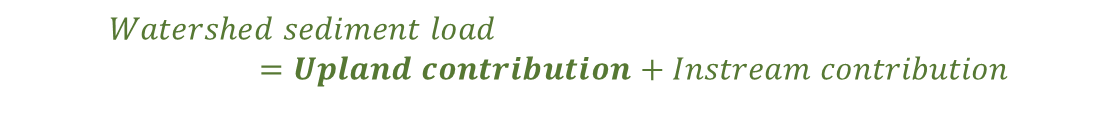 Watershed sediment load
= Upland contribution + Instream contribution